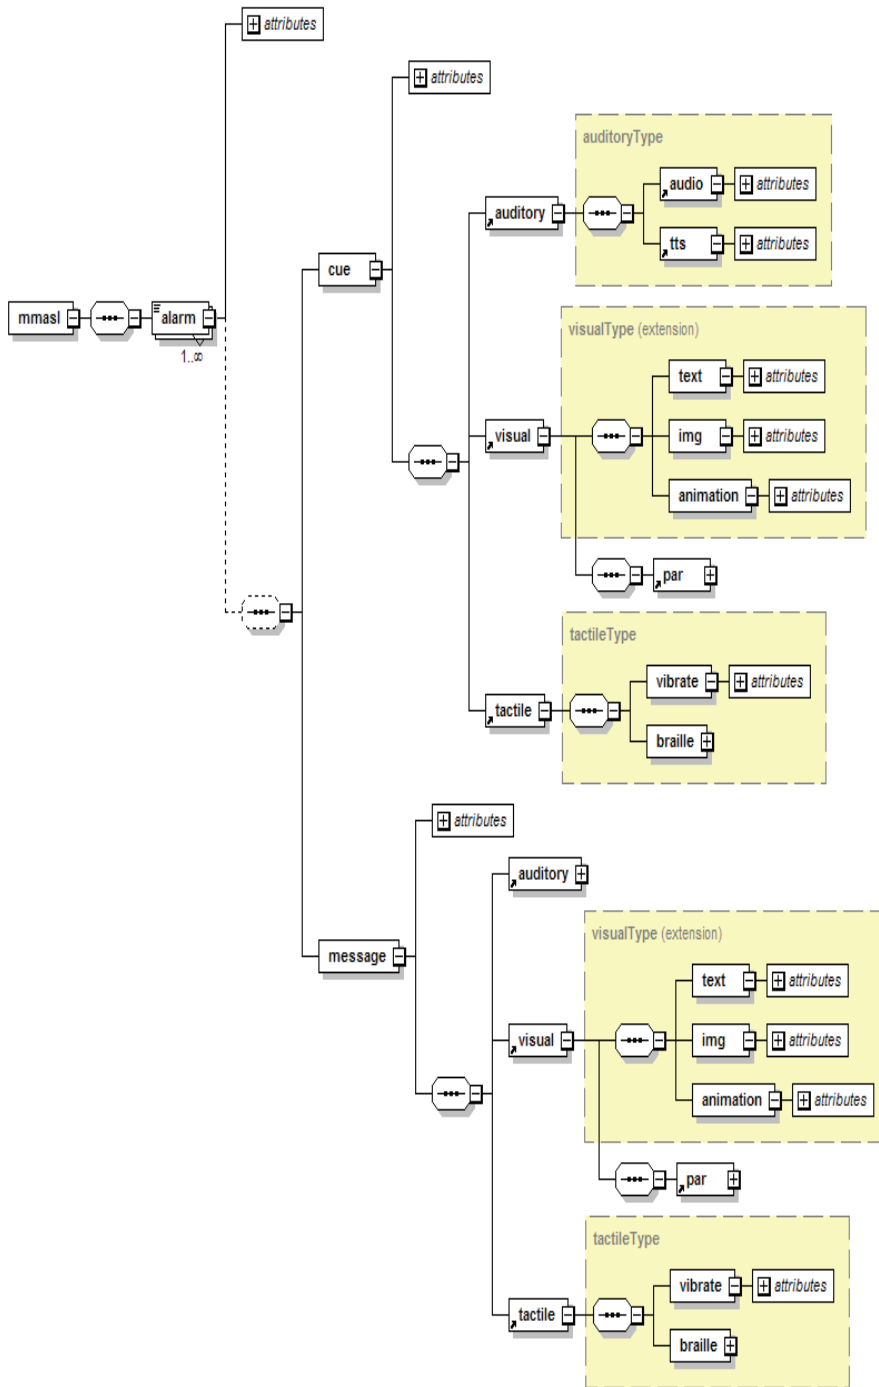 attributes
attributes
auditoryType
audio
attributes
auditory
tts
attributes
cue
mmasl
alarm
1..∞
visualType (extension)
text
attributes
visual
img
attributes
animation
attributes
par
tactileType
vibrate
attributes
tactile
braille
attributes
auditory
visualType (extension)
message
text
attributes
visual
img
attributes
animation
attributes
par
tactileType
vibrate
attributes
tactile
braille